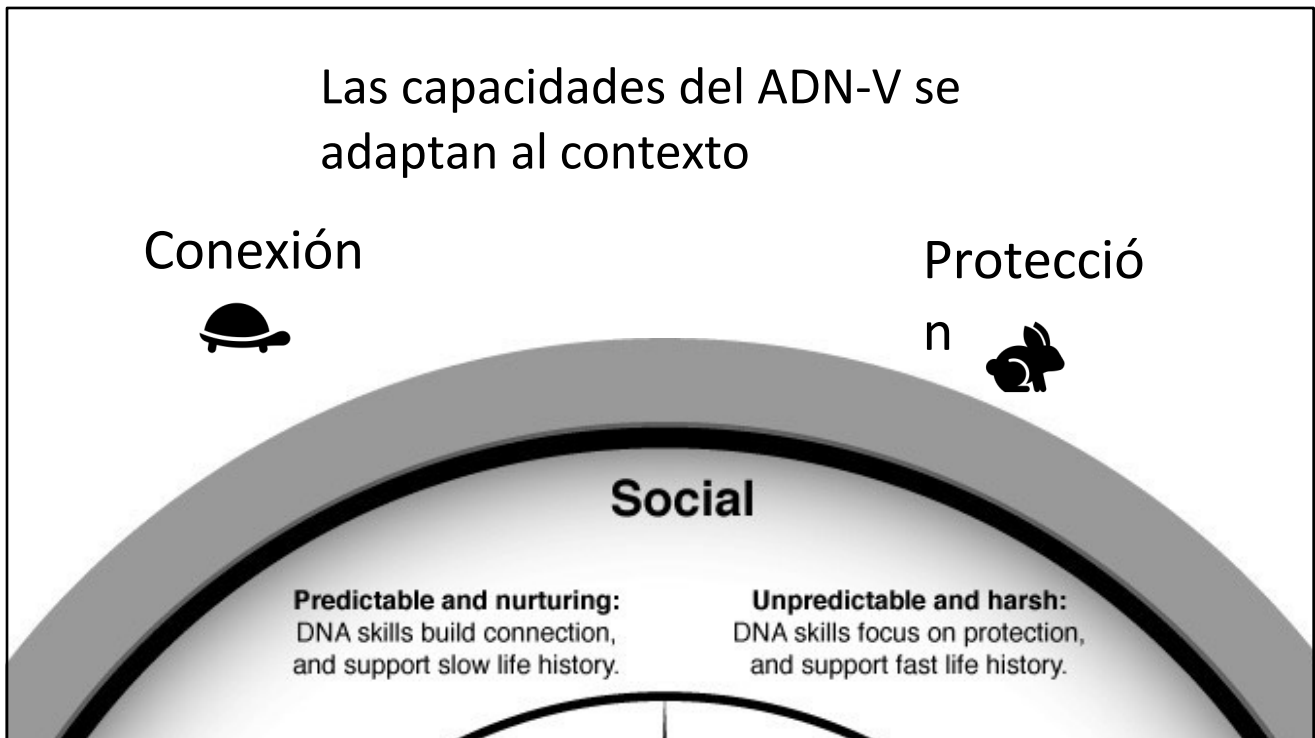 Las capacidades del ADN-V se
adaptan al contexto
Conexión
Protecció
n
Social
Predictable and nurturing:
DNA skills build connection,
and support slow life history.
Unpredictable and harsh:
DNA skills focus on protection,
and support fast life history.